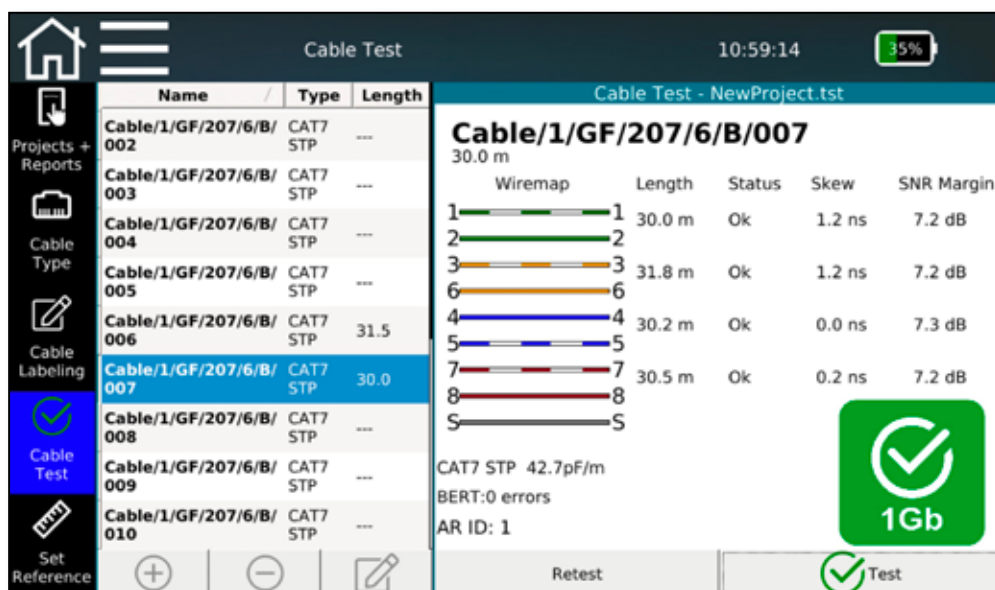 Cable Test
10:59:14
35%
Projects +
Reports
Cable
Type
Cable
Labeling
Cable
Test
Set
Reference
Name / Type Length
Cable/1/GF/207/6/B/ CAT7
002 STP ---
Cable/1/GF/207/6/B/ CAT7
003 STP ---
Cable/1/GF/207/6/B/ CAT7
004 STP ---
Cable/1/GF/207/6/B/ CAT7
005 STP ---
Cable/1/GF/207/6/B/ CAT7
006 STP 31.5
Cable/1/GF/207/6/B/ CAT7
007 STP 30.0
Cable/1/GF/207/6/B/ CAT7
008 STP ---
Cable/1/GF/207/6/B/ CAT7
009 STP ---
Cable/1/GF/207/6/B/ CAT7
010 STP ---
Cable Test - NewProject.tst
Cable/1/GF/207/6/B/007
30.0 m
Wiremap Length Status Skew SNR Margin
1 1 30.0 m Ok 1.2 ns 7.2 dB
2 2
3 3 31.8 m Ok 1.2 ns 7.2 dB
6 6
4 4 30.2 m Ok 0.0 ns 7.3 dB
5 5
7 7 30.5 m Ok 0.2 ns 7.2 dB
8 8
S S
CAT7 STP 42.7pF/m
BERT:0 errors
AR ID: 1
1Gb
Retest
Test